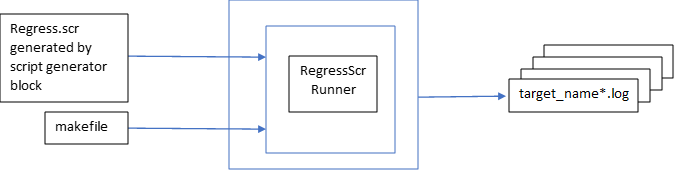 Regress.scr
generated by
script generator
block
makefile
RegressScr
Runner
target_name*.log